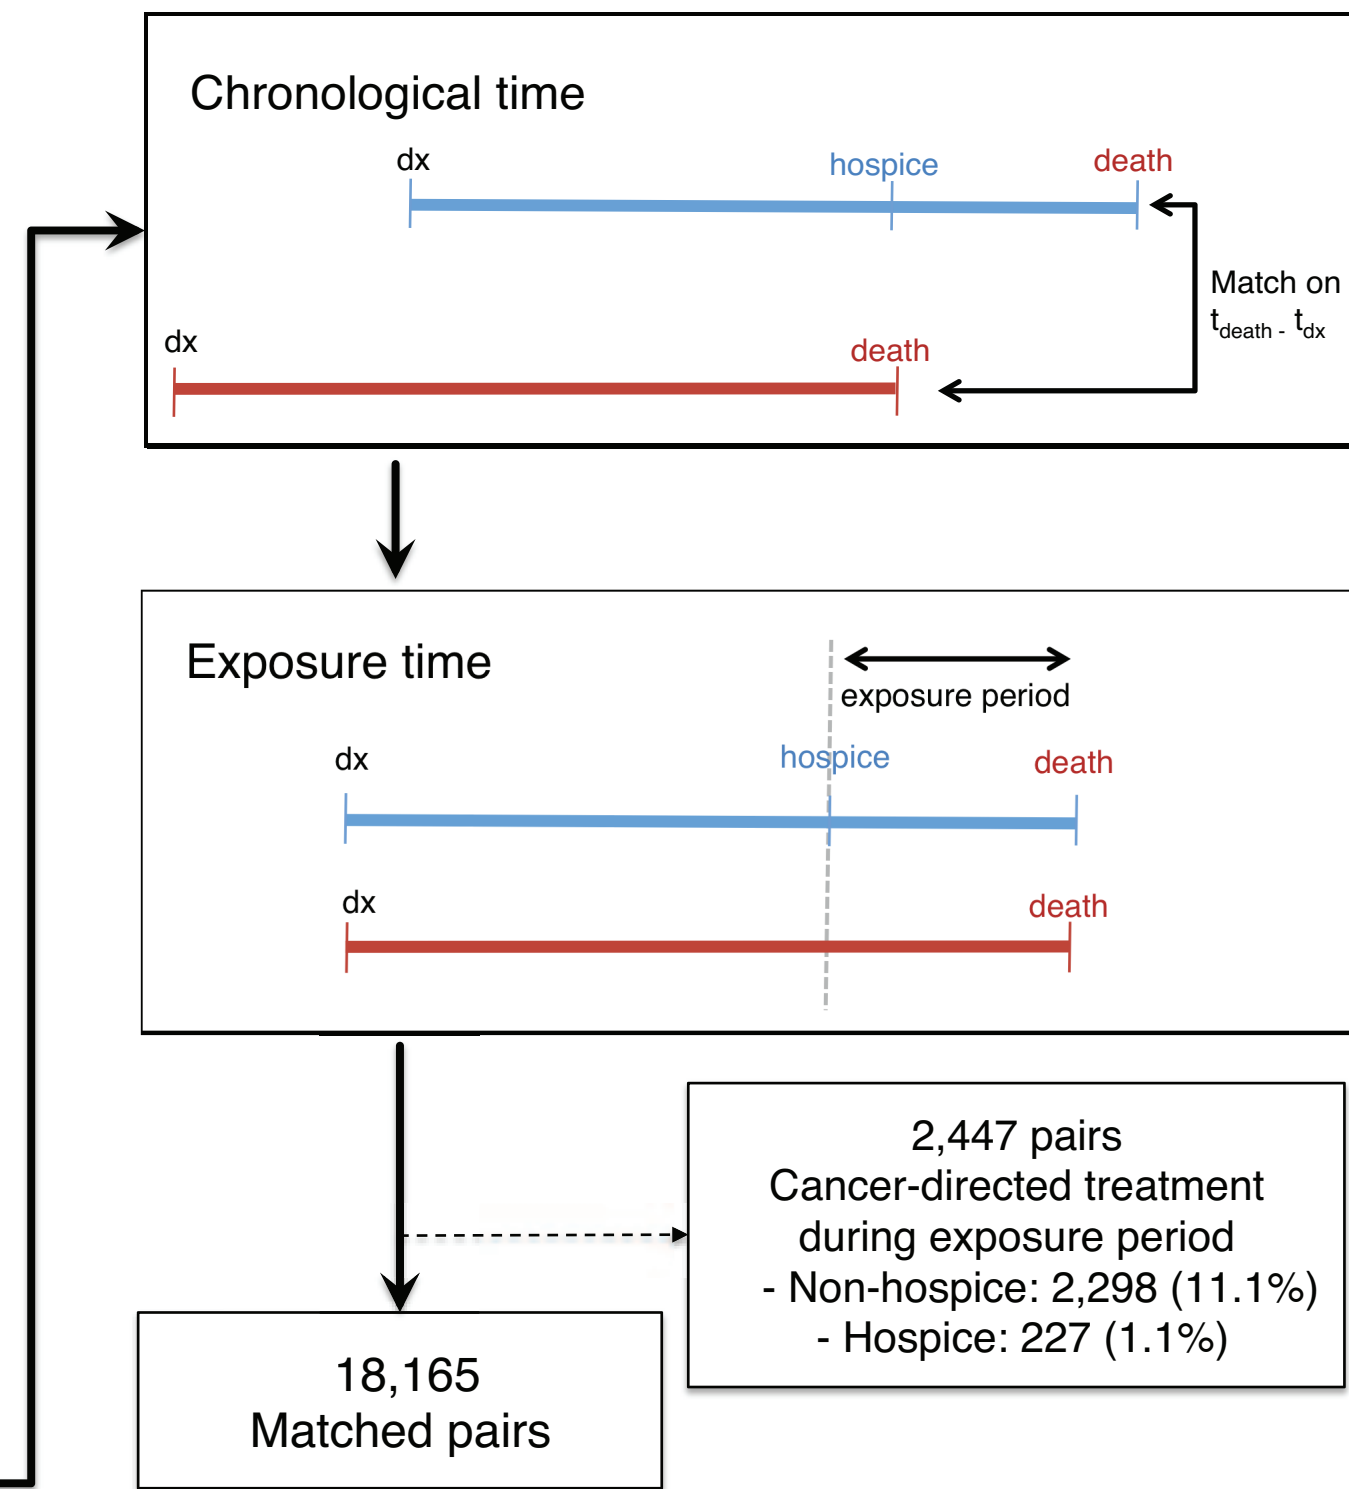 Chronological time
dx
hospice
death
Match on
t_death - t_dx
dx
death
Exposure time
exposure period
dx
hospice
death
dx
death
2,447 pairs
Cancer-directed treatment
during exposure period
- Non-hospice: 2,298 (11.1%)
- Hospice: 227 (1.1%)
18,165
Matched pairs